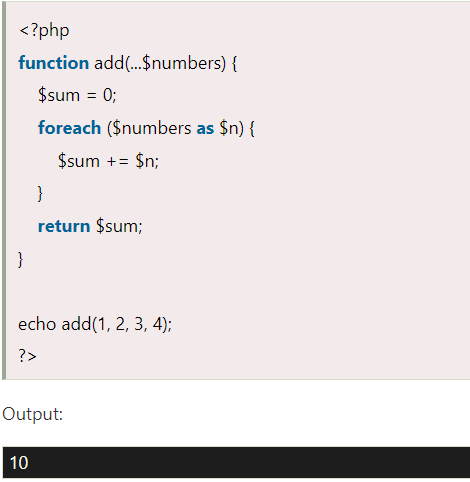 <?php
function add(...$numbers) {
$sum = 0;
foreach ($numbers as $n) {
$sum += $n;
}
return $sum;
}
echo add(1, 2, 3, 4);
?>
Output:
10